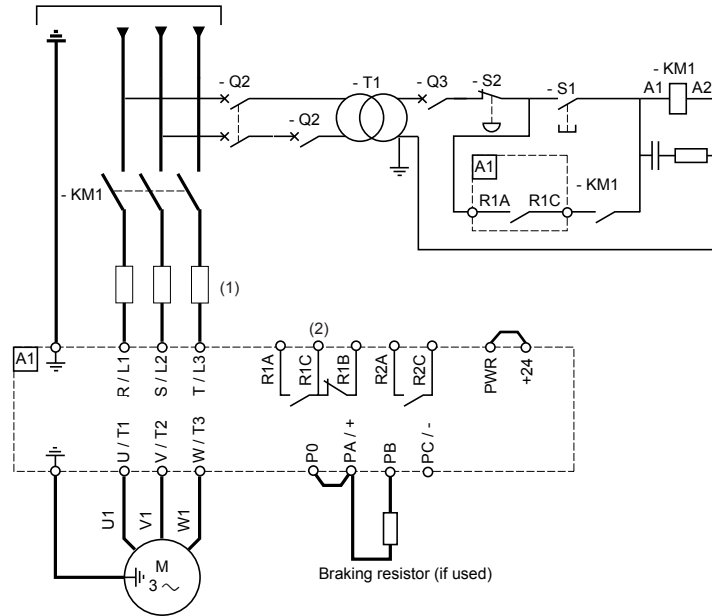 - Q2
- T1
- Q3
- S2
- S1
- KM1
A1
A2
- Q2
A1
- KM1
R1A
R1C
- KM1
(1)
(2)
A1
R / L1
S / L2
T / L3
R1A
R1C
R1B
R2A
R2C
PWR
+24
U / T1
V / T2
W / T3
P0
PA / +
PB
PC / -
U1
V1
W1
M
3 ~
Braking resistor (if used)